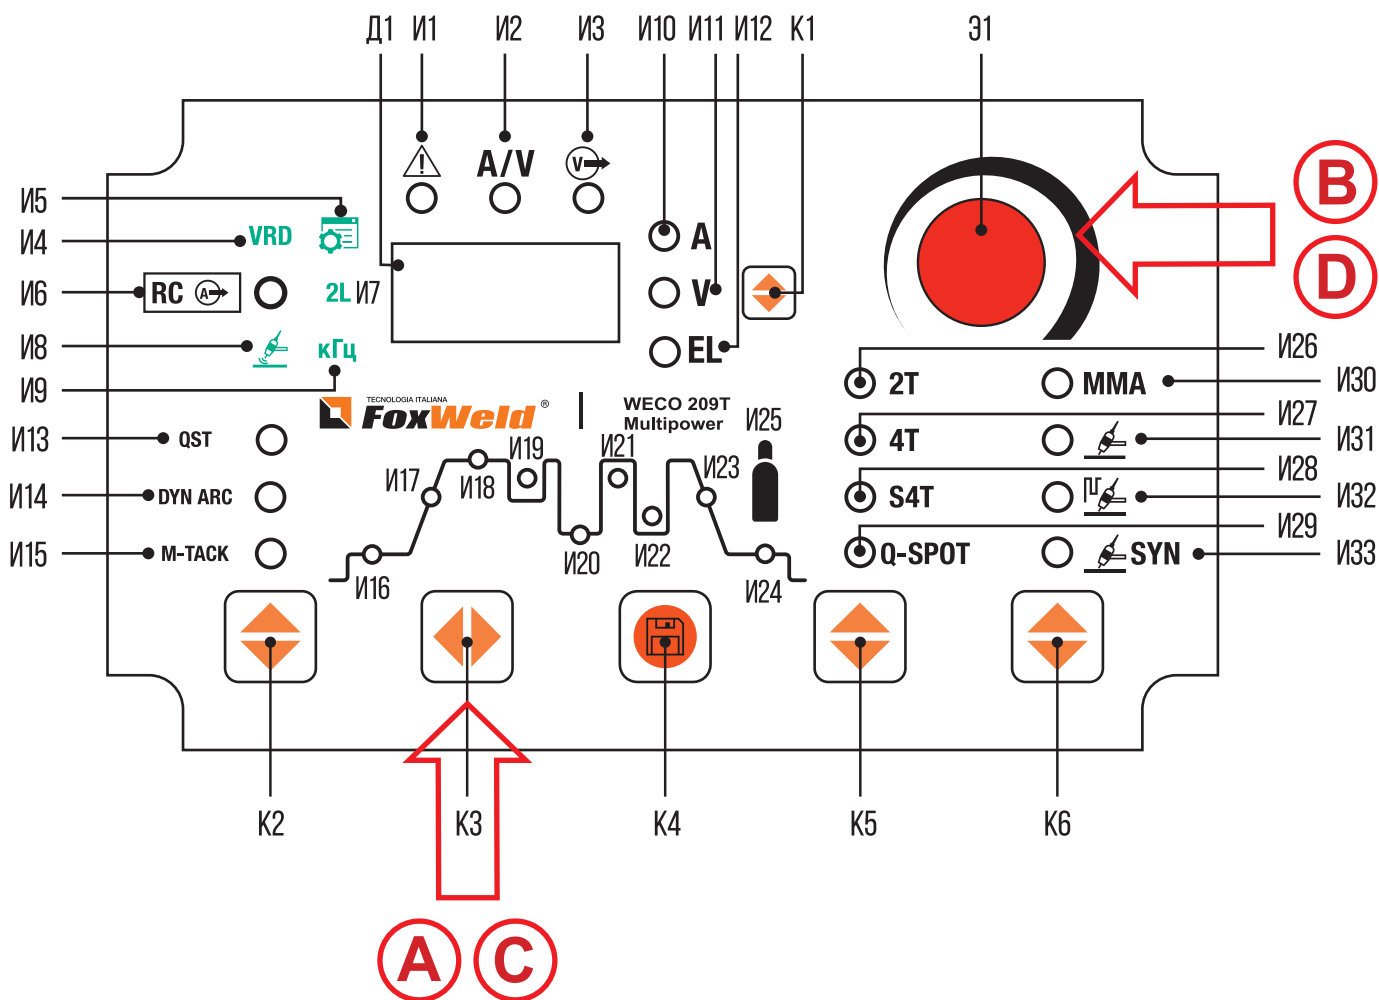 Д1 И1 И2 И3 И10 И11 И12 К1 Э1
A/V
V
И5
И4 VRD
A
B
И6 RC A 2L И7
V
D
И8 кГц
EL
И9
И26
2T MMA И30
TECNOLOGIA ITALIANA
FoxWeld®
WECO 209T
Multipower
И25
И27
И13 QST
4T И31
И19 И21
И17 И18 И23
И28
И14 DYN ARC
S4T И32
И29
И15 M-TACK
Q-SPOT SYN И33
И20 И22
И16 И24
К2 К3 К4 К5 К6
A C